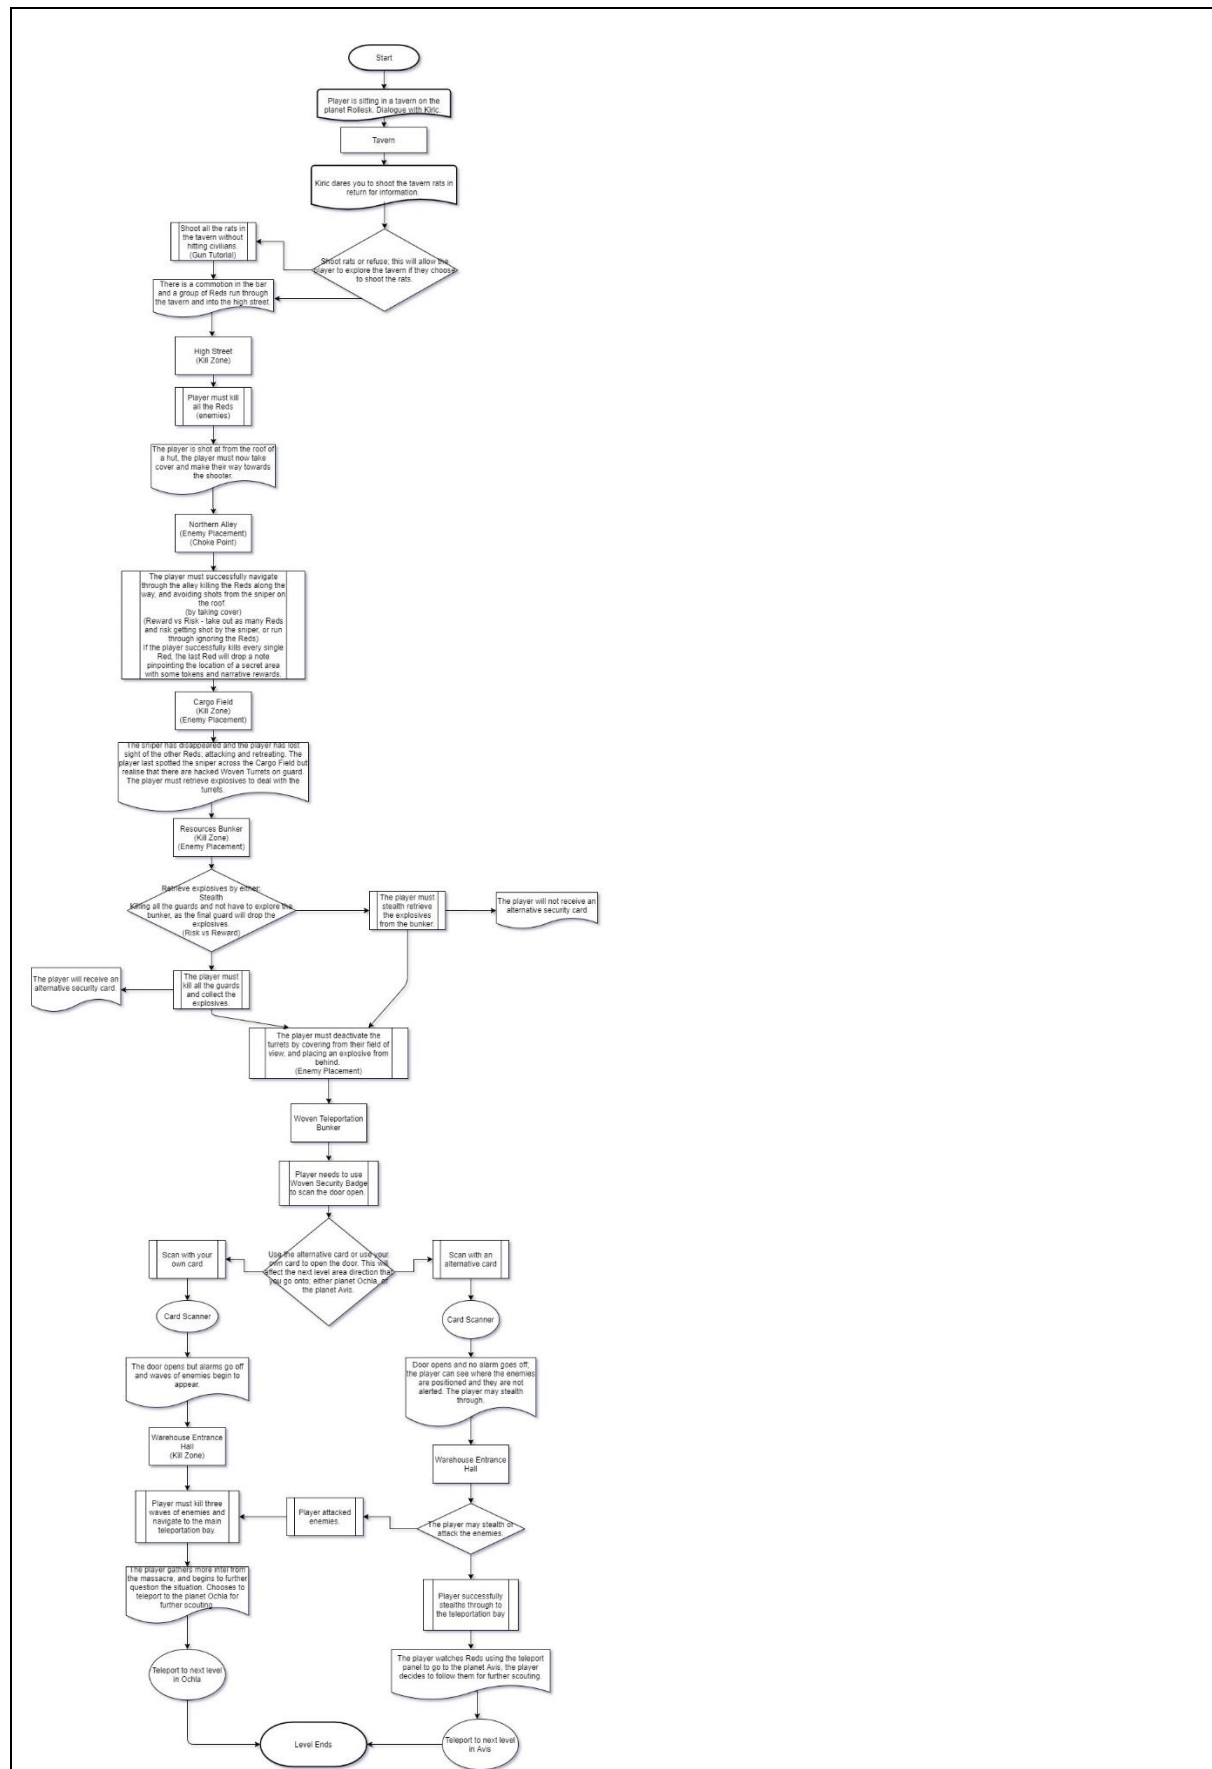 Start
Player is sitting in a tavern on the
planet Rollesk. Dialogue with Kiric.
Tavern
Kiric dares you to shoot the tavern rats in
return for information.
Shoot all the rats in
the tavern without
hitting civilians.
(Gun Tutorial)
Shoot rats or refuse; this will allow the
player to explore the tavern if they choose
to shoot the rats.
There is a commotion in the bar
and a group of Reds run through
the tavern and into the high street
High Street
(Kill Zone)
Player must kill
all the Reds
(enemies)
The player is shot at from the roof of
a hut, the player must now take
cover and make their way towards
the shooter.
Northern Alley
(Enemy Placement)
(Choke Point)
The player must successfully navigate
through the alley killing the Reds along the
way, and avoiding shots from the sniper on
the roof.
(by taking cover)
(Reward vs Risk - take out as many Reds
and risk getting shot by the sniper, or run
through ignoring the Reds)
If the player successfully kills every single
Red, the last Red will drop a note
pinpointing the location of a secret area
with some tokens and narrative rewards.
Cargo Field
(Kill Zone)
(Enemy Placement)
The sniper has disappeared and the player has lost
sight of the other Reds; attacking and retreating. The
player last spotted the sniper across the Cargo Field but
realise that there are hacked Woven Turrets on guard.
The player must retrieve explosives to deal with the
turrets.
Resources Bunker
(Kill Zone)
(Enemy Placement)
Retrieve explosives by either:
Stealth
Killing all the guards and not have to explore the
bunker, as the final guard will drop the
explosives.
(Risk vs Reward)
The player must
stealth retrieve
the explosives
from the bunker.
The player will not receive an
alternative security card
The player will receive an
alternative security card.
The player must
kill all the guards
and collect the
explosives.
The player must deactivate the
turrets by covering from their field of
view, and placing an explosive from
behind.
(Enemy Placement)
Woven Teleportation
Bunker
Player needs to use
Woven Security Badge
to scan the door open.
Scan with your
own card
Use the alternative card or use your
own card to open the door. This will
affect the next level area direction that
you go onto; either planet Ochla, or
the planet Avis.
Scan with an
alternative card
Card Scanner
Card Scanner
The door opens but alarms go off
and waves of enemies begin to
appear.
Door opens and no alarm goes off;
the player can see where the enemies
are positioned and they are not
alerted. The player may stealth
through.
Warehouse Entrance
Hall
(Kill Zone)
Warehouse Entrance
Hall
Player must kill three
waves of enemies and
navigate to the main
teleportation bay.
Player attacked
enemies.
The player may stealth or
attack the enemies.
The player gathers more intel from
the massacre, and begins to further
question the situation. Chooses to
teleport to the planet Ochla for
further scouting.
Player successfully
stealths through to
the teleportation bay
The player watches Reds using the teleport
panel to go to the planet Avis, the player
decides to follow them for further scouting.
Teleport to next level
in Ochla
Level Ends
Teleport to next level
in Avis